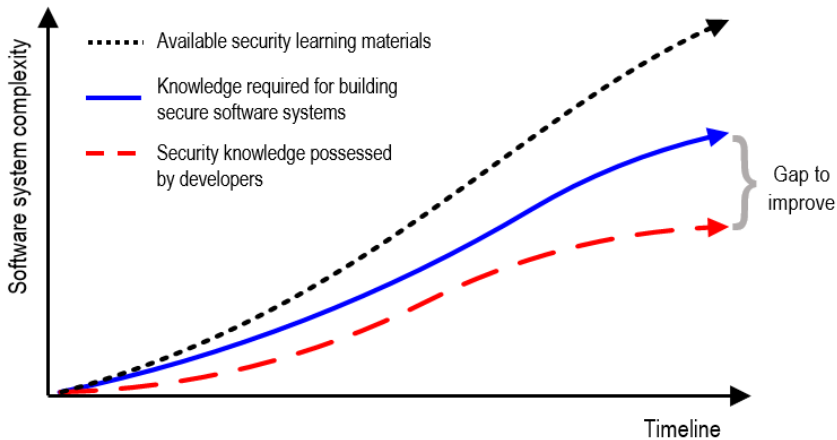 Software system complexity
Available security learning materials
Knowledge required for building
secure software systems
Security knowledge possessed
by developers
Gap to
improve
Timeline